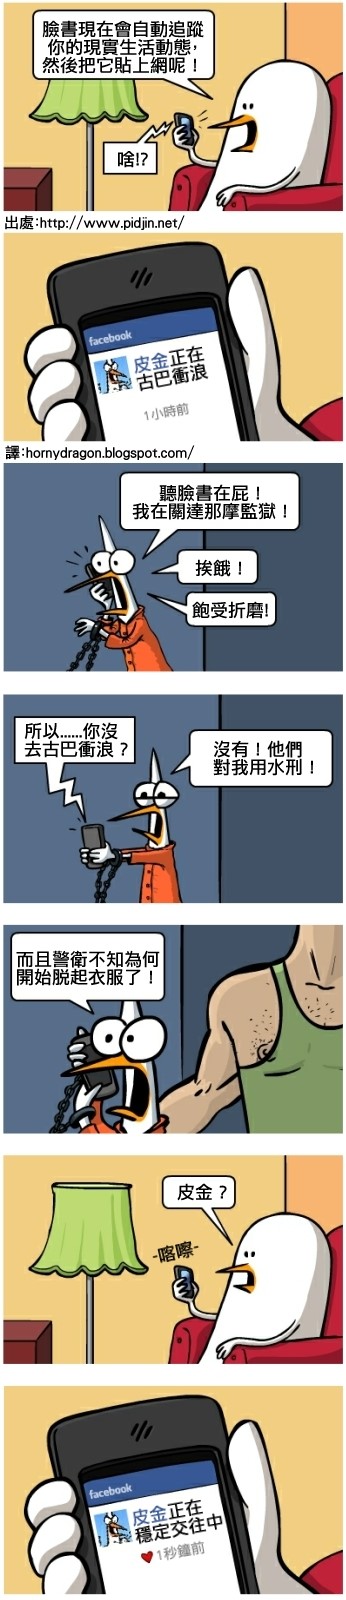 臉書現在會自動追蹤
你的現實生活動態，
然後把它貼上網呢！
啥!?
出處:http://www.pidjin.net/
facebook
皮金正在
古巴衝浪
1小時前
譯:hornydragon.blogspot.com/
聽臉書在屁！
我在關達那摩監獄！
挨餓！
飽受折磨!
所以......你沒
去古巴衝浪？
沒有！他們
對我用水刑！
而且警衛不知為何
開始脫起衣服了！
皮金？
-喀嚓-
facebook
皮金正在
穩定交往中
1秒鐘前